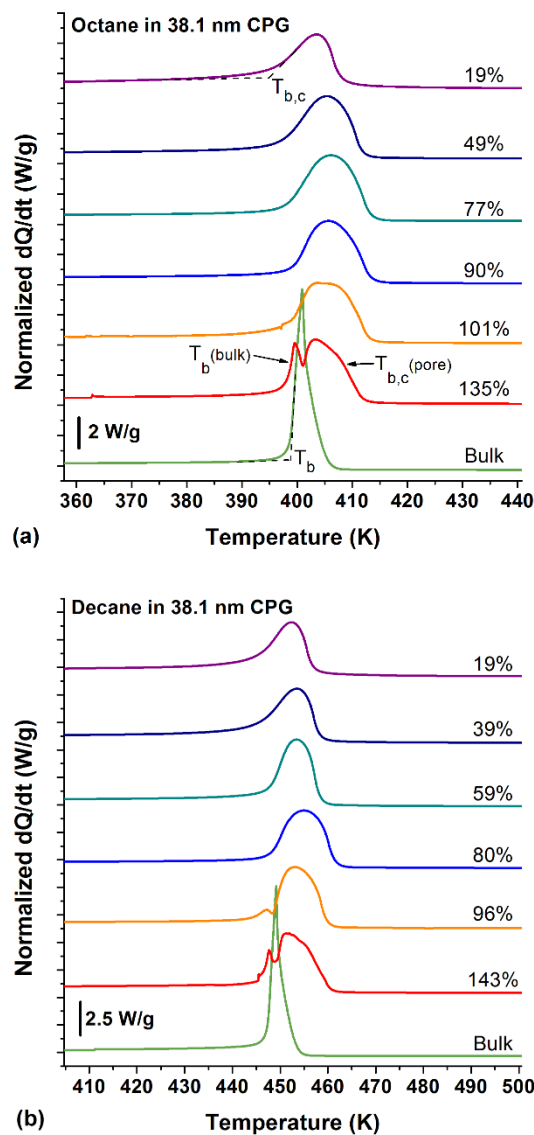 Octane in 38.1 nm CPG
19%
T_b,c
49%
77%
90%
101%
T_b(bulk)
T_b,c(pore)
135%
2 W/g
T_b
Bulk
Normalized dQ/dt (W/g)
360 370 380 390 400 410 420 430 440
(a)
Temperature (K)
Decane in 38.1 nm CPG
19%
39%
59%
80%
96%
143%
2.5 W/g
Bulk
Normalized dQ/dt (W/g)
410 420 430 440 450 460 470 480 490 500
(b)
Temperature (K)